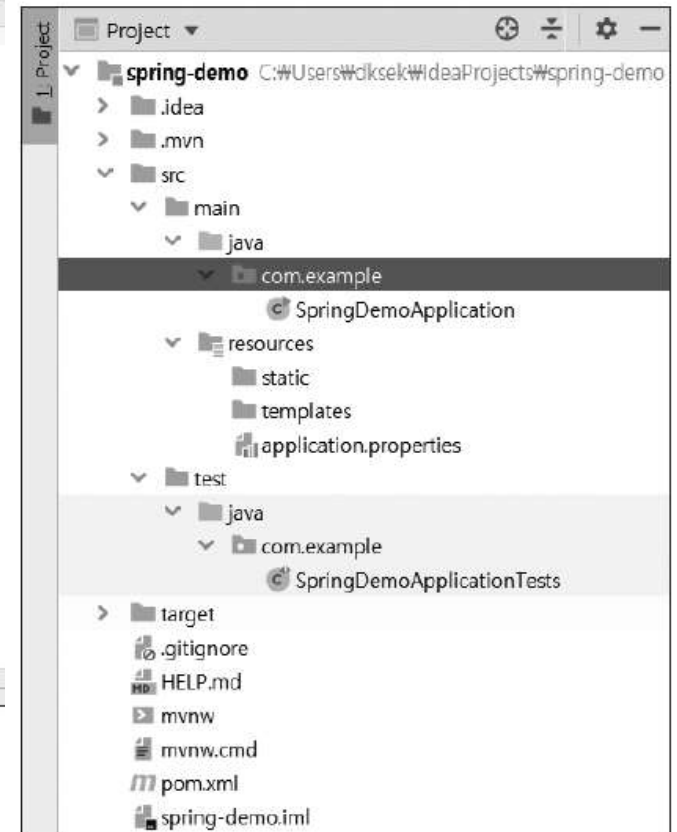 1: Project
Project
spring-demo C:₩Users₩dksek₩IdeaProjects₩spring-demo
.idea
.mvn
src
main
java
com.example
SpringDemoApplication
resources
static
templates
application.properties
test
java
com.example
SpringDemoApplicationTests
target
.gitignore
HELP.md
mvnw
mvnw.cmd
pom.xml
spring-demo.iml